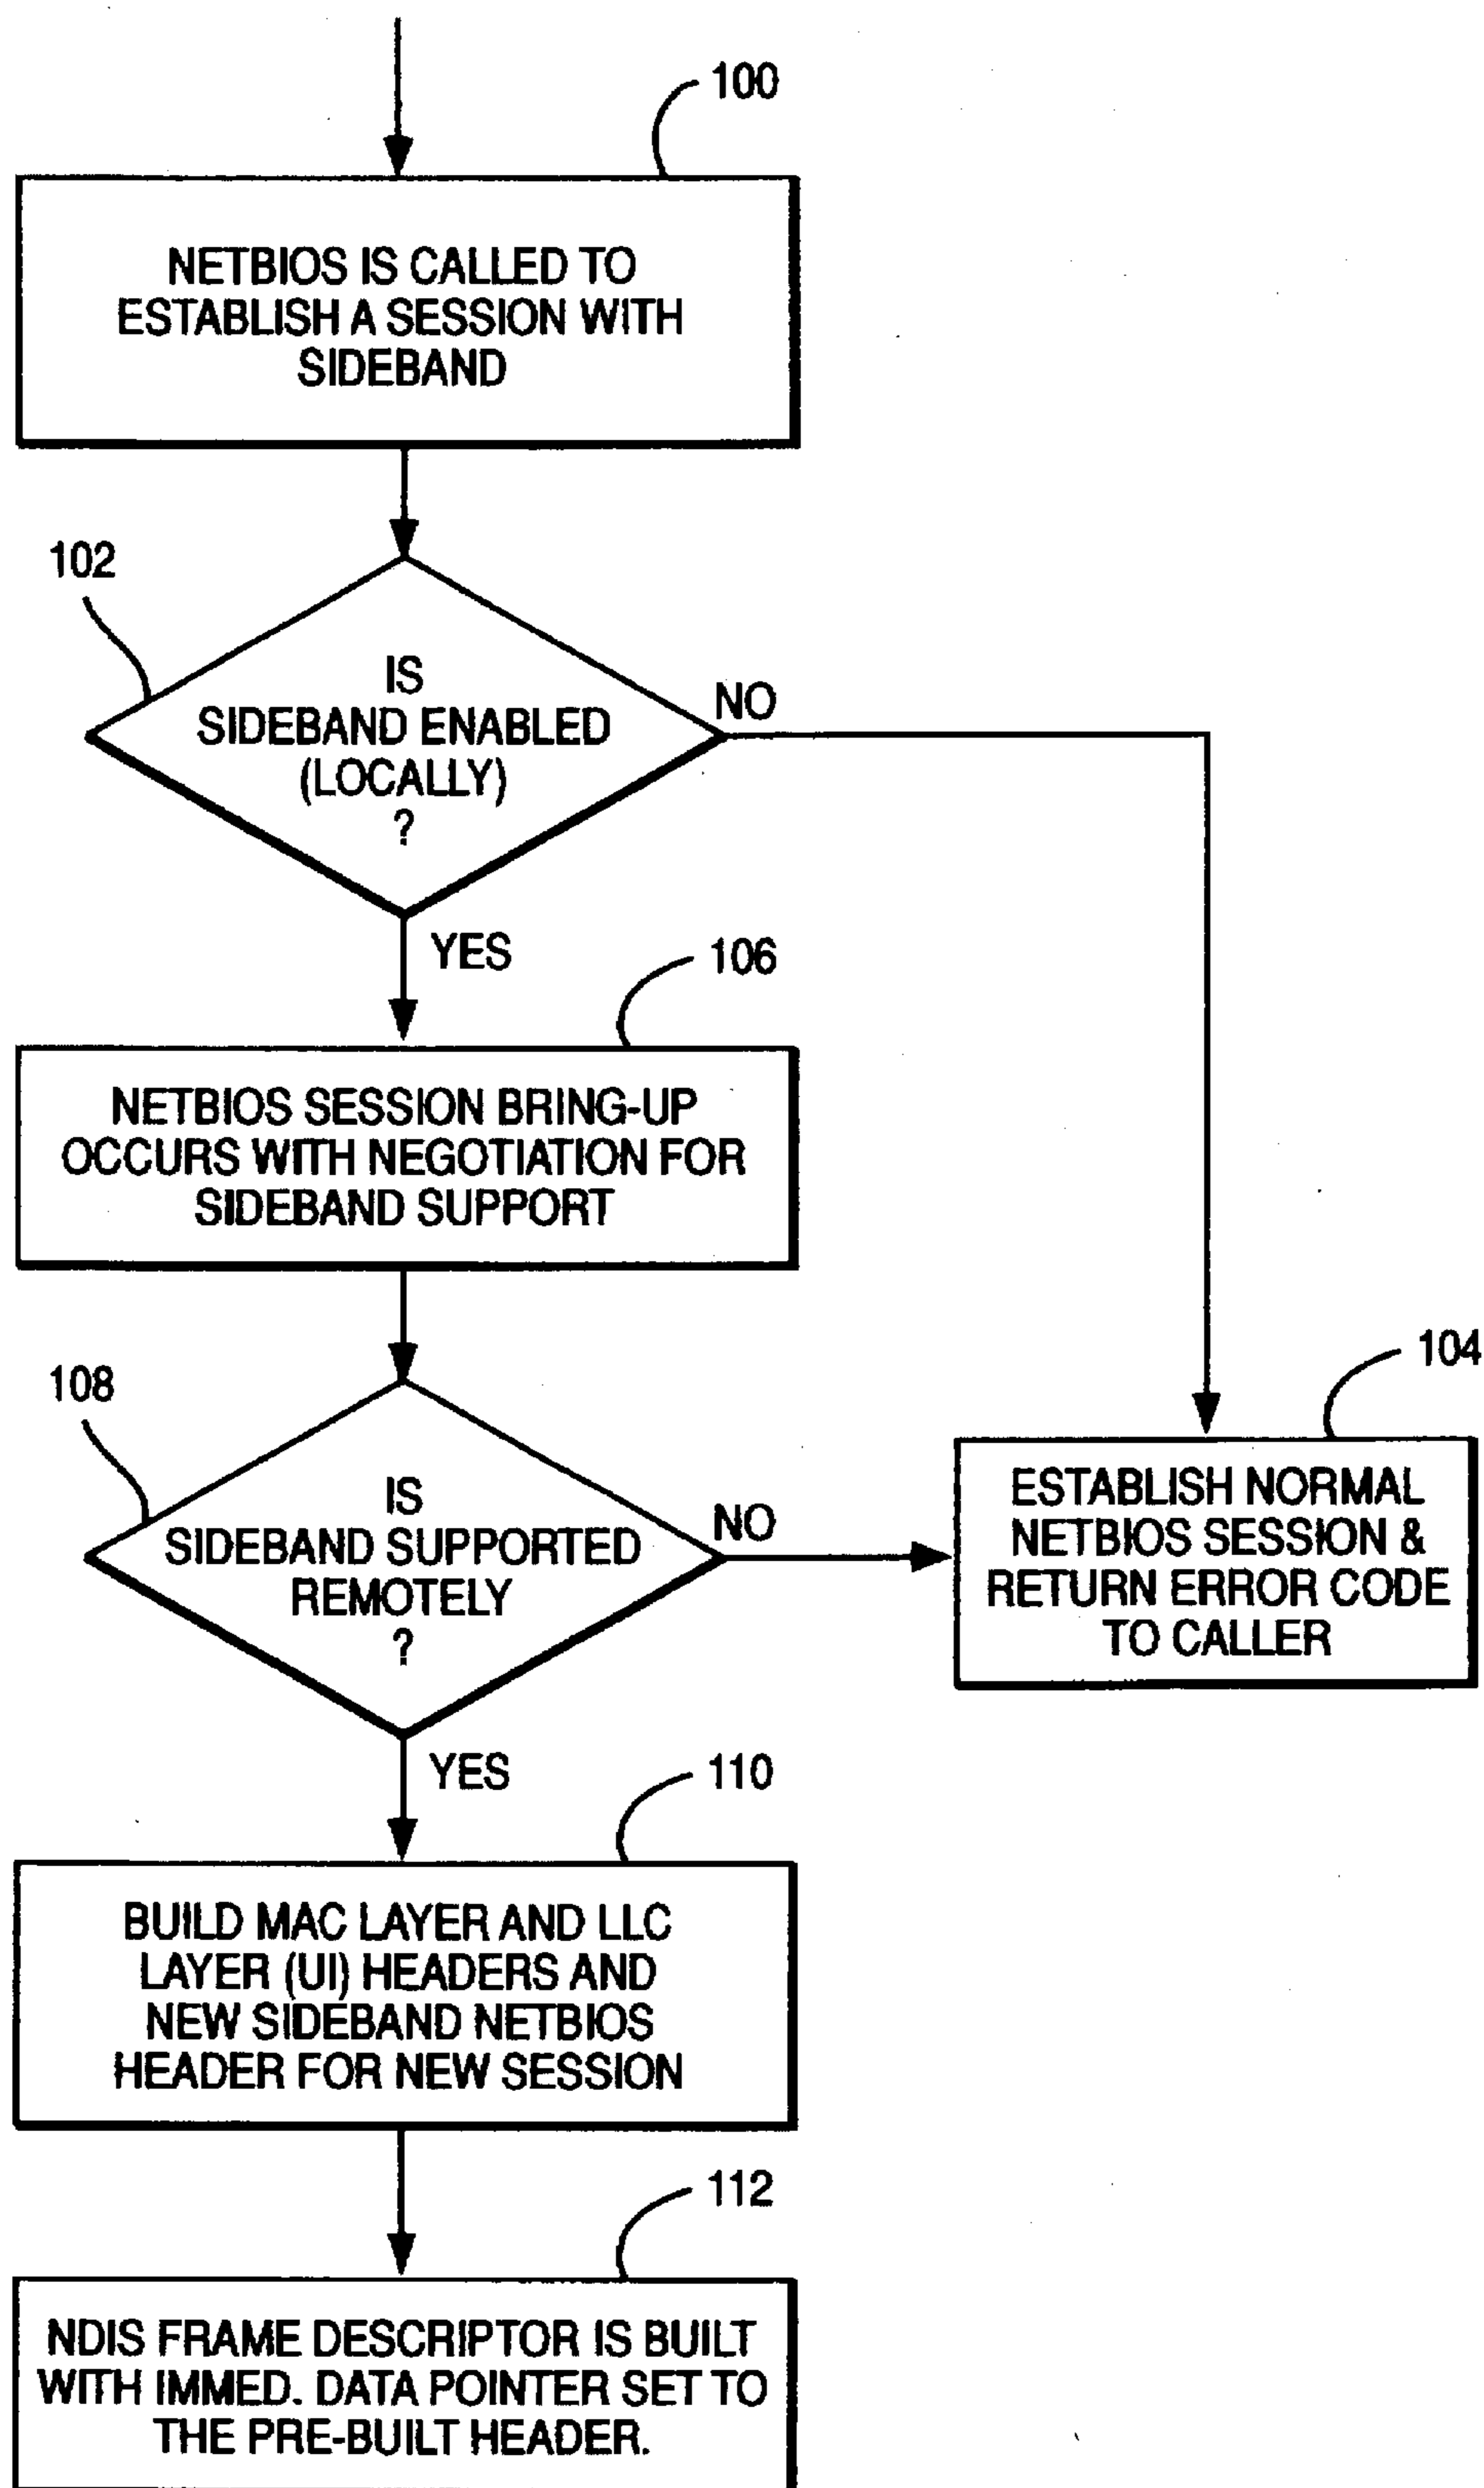 100
NETBIOS IS CALLED TO
ESTABLISH A SESSION WITH
SIDEBAND
102
IS
SIDEBAND ENABLED
(LOCALLY)
?
NO
YES
106
NETBIOS SESSION BRING-UP
OCCURS WITH NEGOTIATION FOR
SIDEBAND SUPPORT
108
IS
SIDEBAND SUPPORTED
REMOTELY
?
NO
104
ESTABLISH NORMAL
NETBIOS SESSION &
RETURN ERROR CODE
TO CALLER
YES
110
BUILD MAC LAYER AND LLC
LAYER (UI) HEADERS AND
NEW SIDEBAND NETBIOS
HEADER FOR NEW SESSION
112
NDIS FRAME DESCRIPTOR IS BUILT
WITH IMMED. DATA POINTER SET TO
THE PRE-BUILT HEADER.